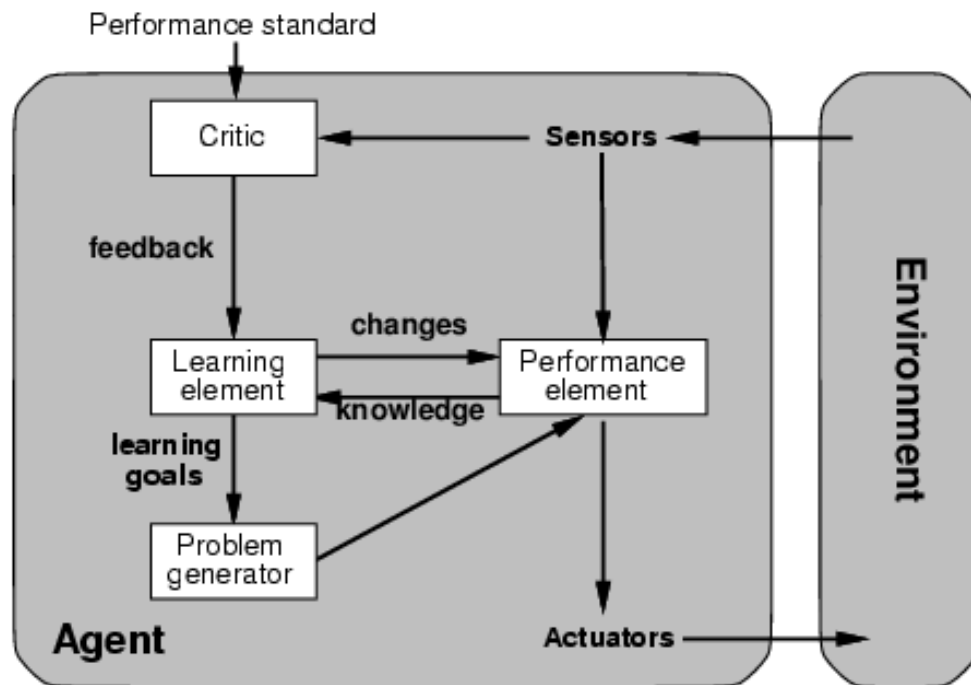 Performance standard
Critic
Sensors
feedback
changes
Learning
element
Performance
element
knowledge
learning
goals
Problem
generator
Agent
Actuators
Environment